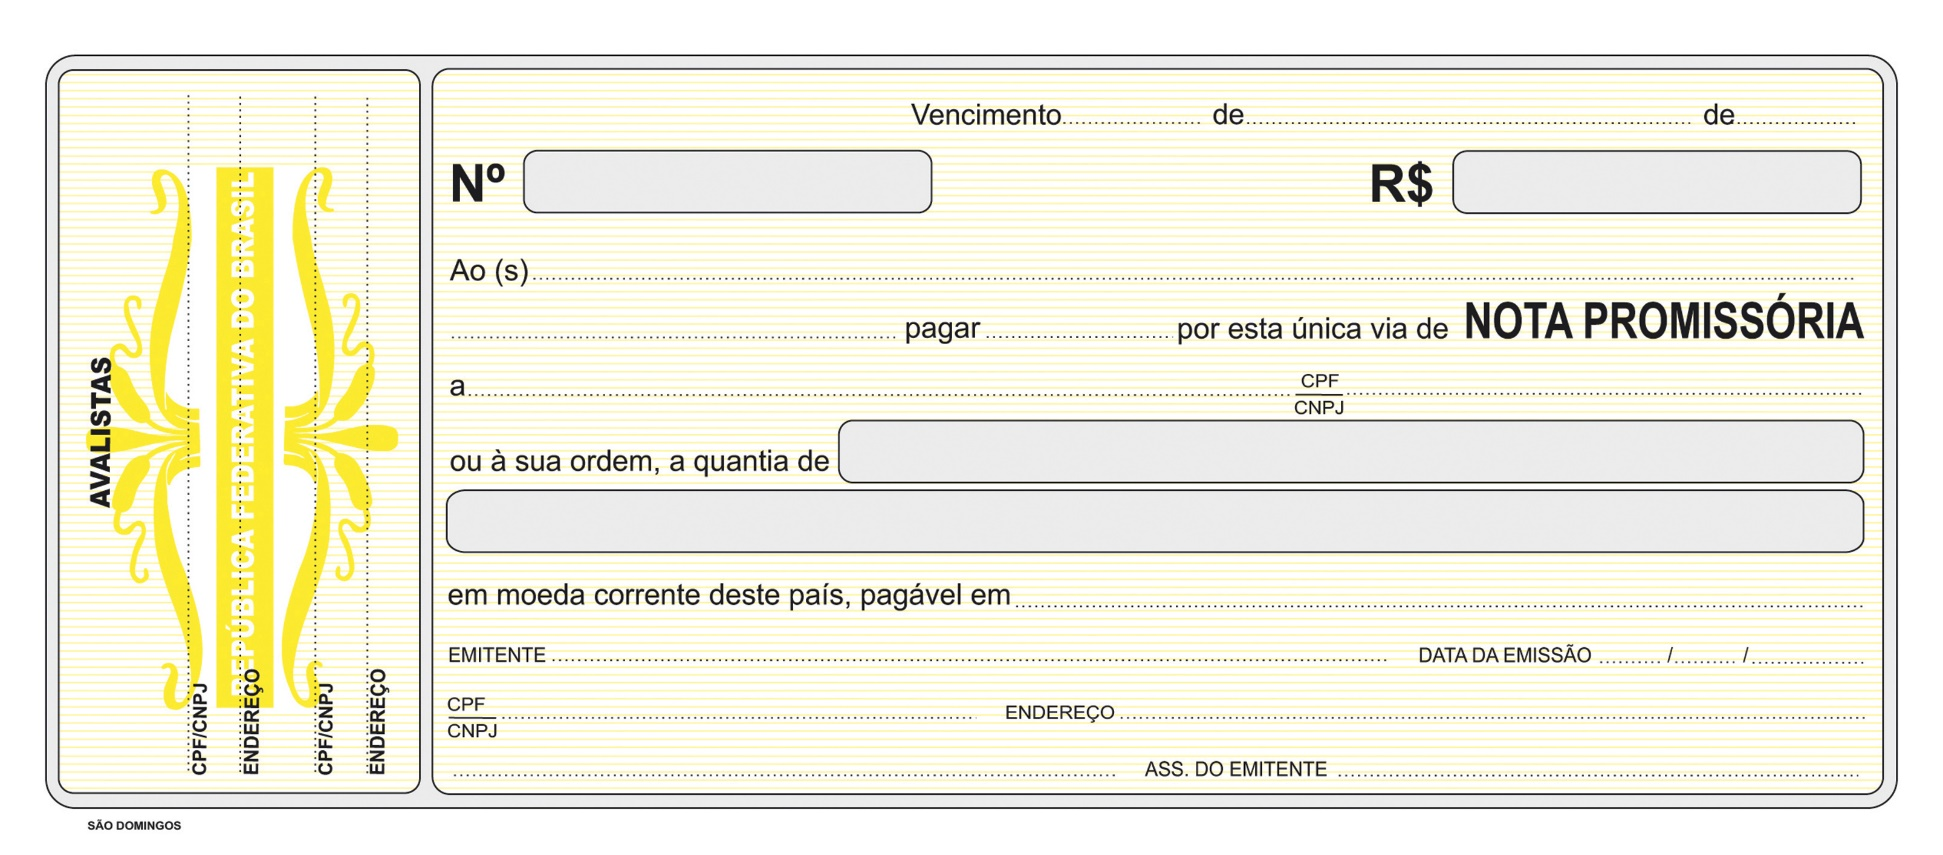 AVALISTAS
CPF/CNPJ
ENDEREÇO
CPF/CNPJ
ENDEREÇO
REPÚBLICA FEDERATIVA DO BRASIL
Vencimento de de
Nº R$
Ao (s)
pagar por esta única via de NOTA PROMISSÓRIA
a CPF
CNPJ
ou à sua ordem, a quantia de
em moeda corrente deste país, pagável em
EMITENTE DATA DA EMISSÃO / /
CPF
CNPJ ENDEREÇO
ASS. DO EMITENTE
SÃO DOMINGOS